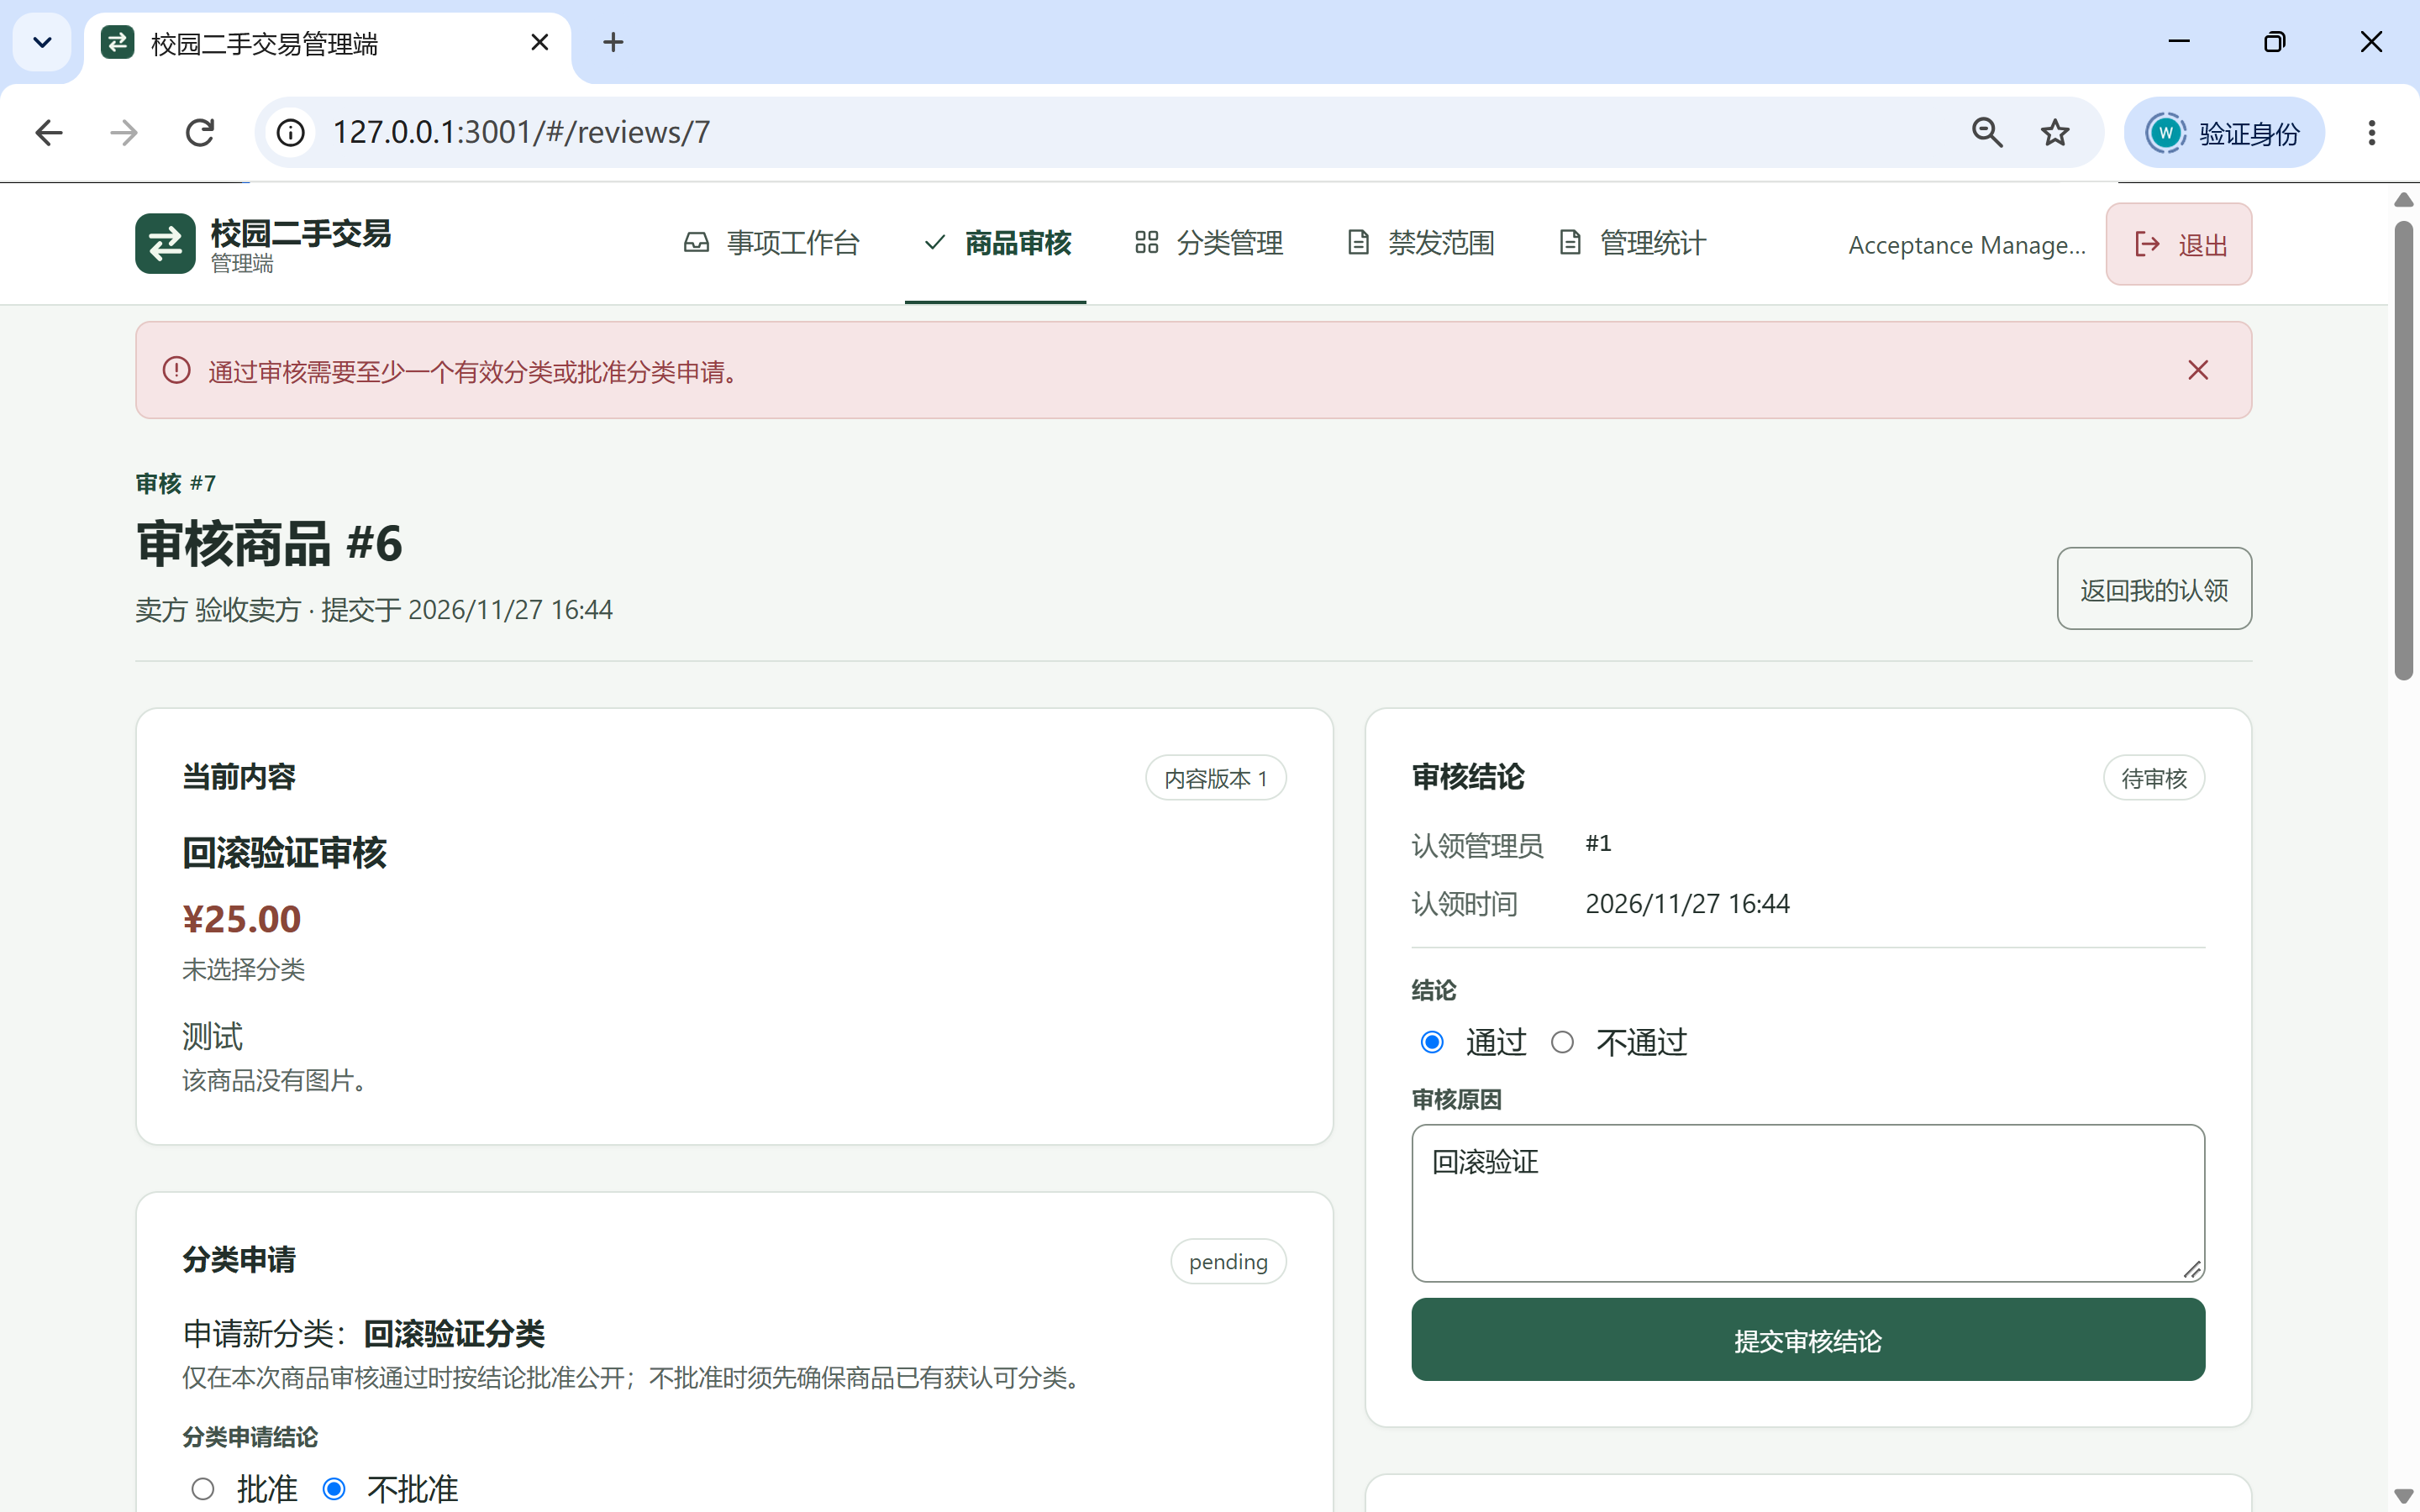 校园二手交易管理端
127.0.0.1:3001/#/reviews/7
W 验证身份
校园二手交易
管理端
事项工作台
商品审核
分类管理
禁发范围
管理统计
Acceptance Manage...
退出
通过审核需要至少一个有效分类或批准分类申请。
审核 #7
审核商品 #6
卖方 验收卖方 · 提交于 2026/11/27 16:44
返回我的认领
当前内容
内容版本 1
回滚验证审核
¥25.00
未选择分类
测试
该商品没有图片。
分类申请
pending
申请新分类：回滚验证分类
仅在本次商品审核通过时按结论批准公开；不批准时须先确保商品已有获认可分类。
分类申请结论
批准 不批准
审核结论
待审核
认领管理员 #1
认领时间 2026/11/27 16:44
结论
通过 不通过
审核原因
回滚验证
提交审核结论